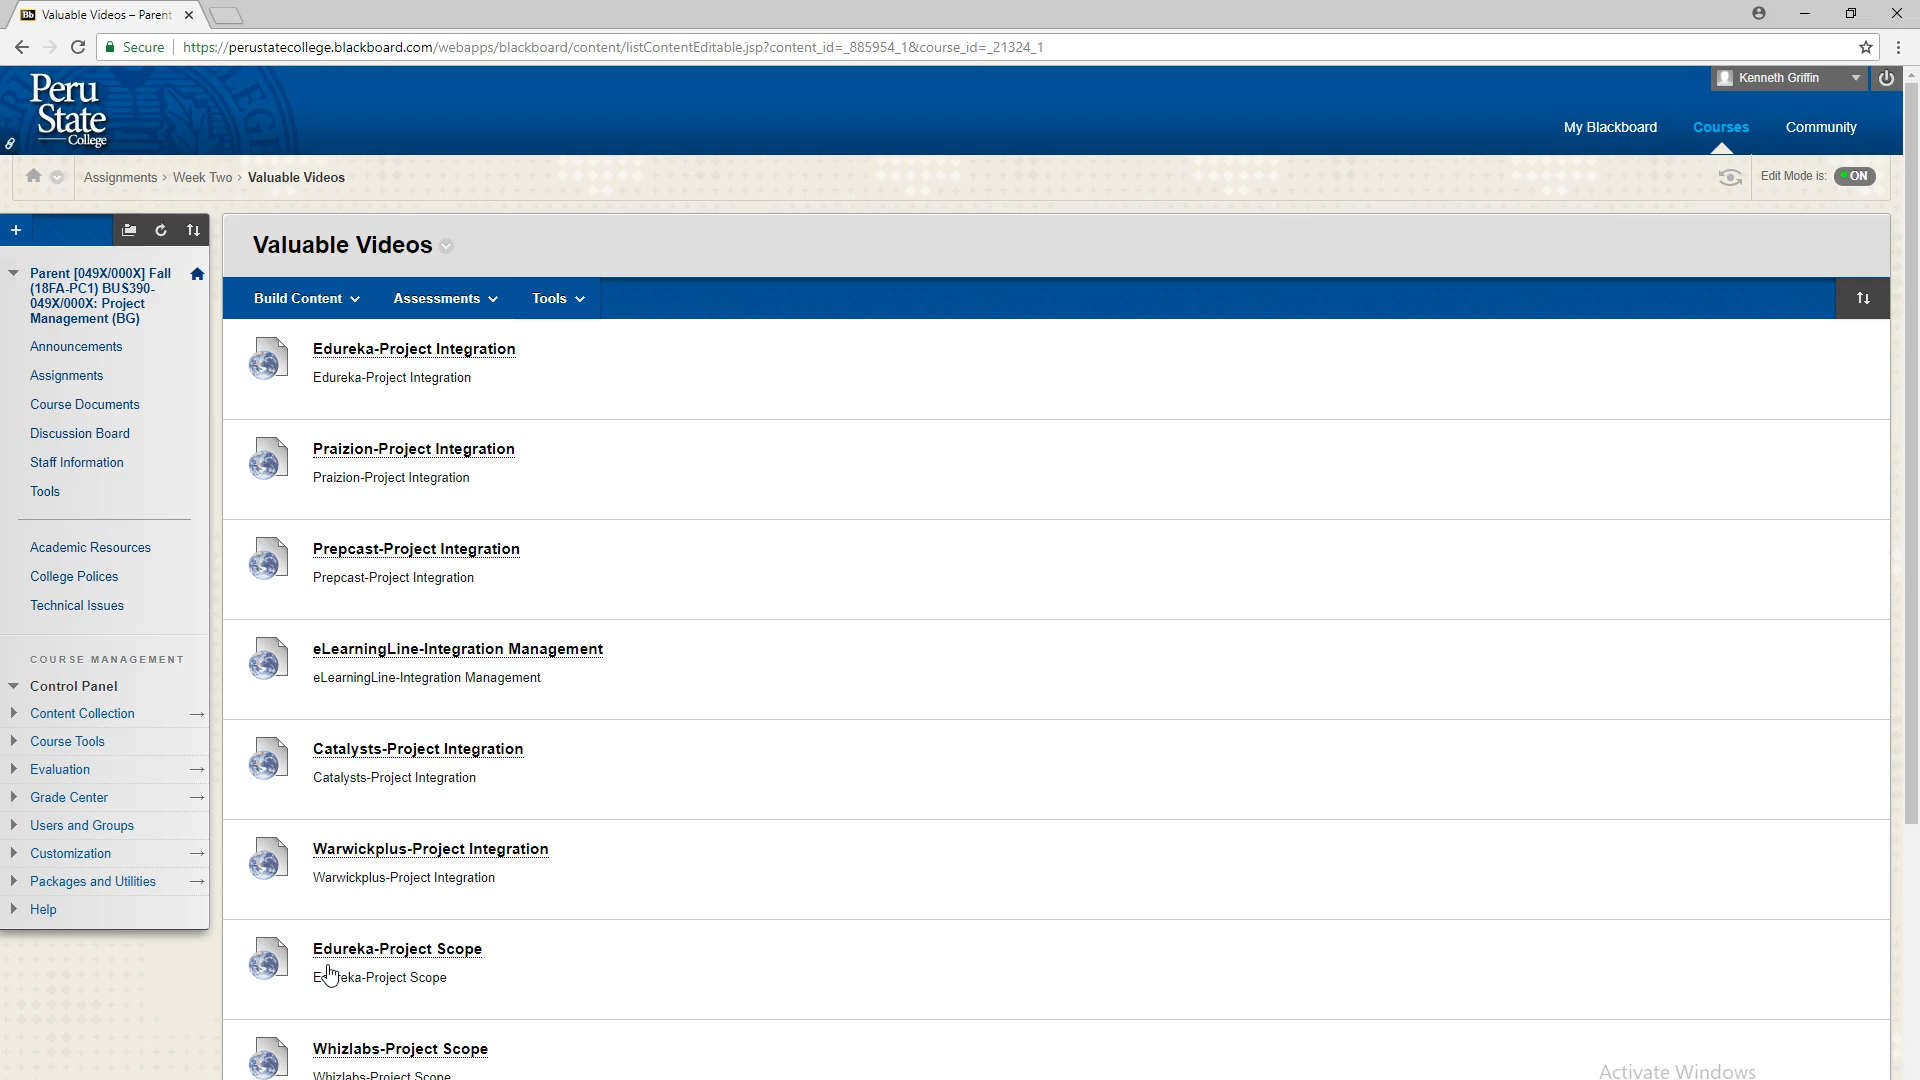 Valuable Videos – Parent
Secure
https://perustatecollege.blackboard.com/webapps/blackboard/content/listContentEditable.jsp?content_id=_885954_1&course_id=_21324_1
Peru
State
College
Kenneth Griffin
My Blackboard
Courses
Community
Assignments › Week Two › Valuable Videos
Edit Mode is: ON
Parent [049X/000X] Fall
(18FA-PC1) BUS390-
049X/000X: Project
Management (BG)
Announcements
Assignments
Course Documents
Discussion Board
Staff Information
Tools
Academic Resources
College Polices
Technical Issues
COURSE MANAGEMENT
Control Panel
Content Collection
Course Tools
Evaluation
Grade Center
Users and Groups
Customization
Packages and Utilities
Help
Valuable Videos
Build Content
Assessments
Tools
Edureka-Project Integration
Edureka-Project Integration
Praizion-Project Integration
Praizion-Project Integration
Prepcast-Project Integration
Prepcast-Project Integration
eLearningLine-Integration Management
eLearningLine-Integration Management
Catalysts-Project Integration
Catalysts-Project Integration
Warwickplus-Project Integration
Warwickplus-Project Integration
Edureka-Project Scope
Edureka-Project Scope
Whizlabs-Project Scope
Whizlabs-Project Scope
Activate Windows